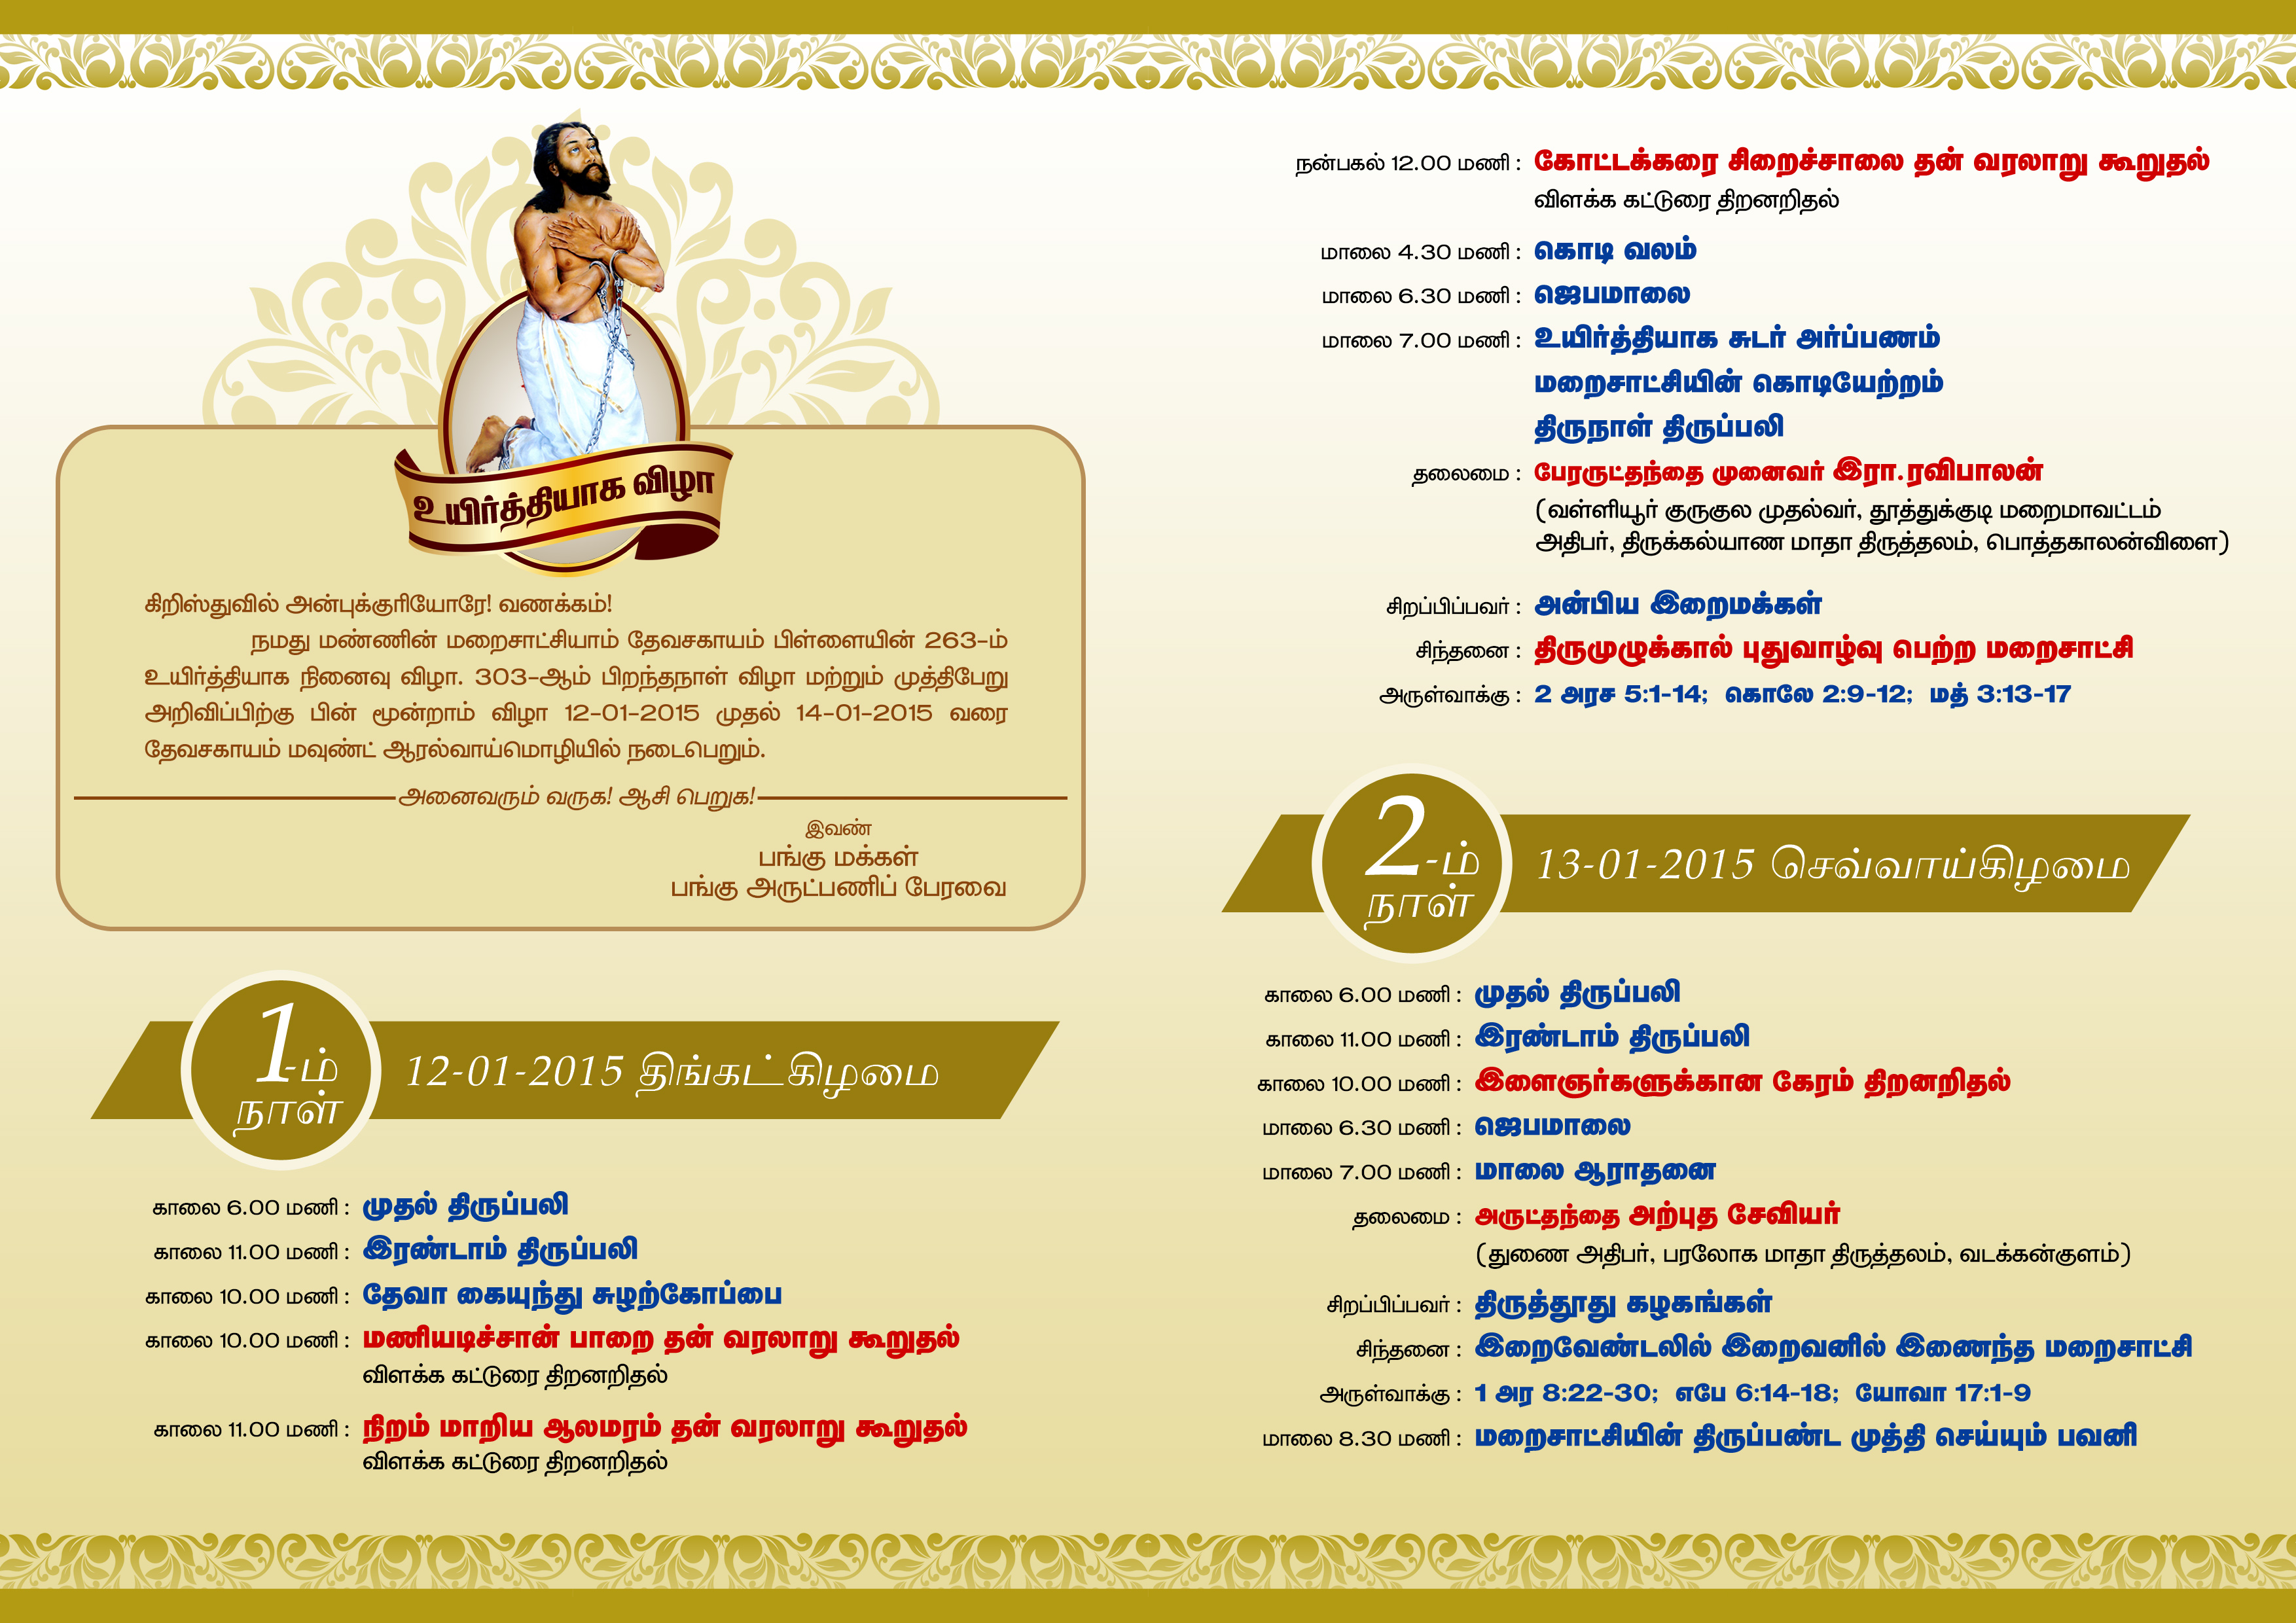 உயிர்த்தியாக விழா
கிறிஸ்துவில் அன்புக்குரியோரே! வணக்கம்!
நமது மண்ணின் மறைசாட்சியாம் தேவசகாயம் பிள்ளையின் 263-ம்
உயிர்த்தியாக நினைவு விழா. 303-ஆம் பிறந்தநாள் விழா மற்றும் முத்திபேறு
அறிவிப்பிற்கு பின் மூன்றாம் விழா 12-01-2015 முதல் 14-01-2015 வரை
தேவசகாயம் மவுண்ட் ஆரல்வாய்மொழியில் நடைபெறும்.
அனைவரும் வருக! ஆசி பெறுக!
இவண்
பங்கு மக்கள்
பங்கு அருட்பணிப் பேரவை
1-ம்
நாள்
12-01-2015 திங்கட்கிழமை
காலை 6.00 மணி : முதல் திருப்பலி
காலை 11.00 மணி : இரண்டாம் திருப்பலி
காலை 10.00 மணி : தேவா கையுந்து சுழற்கோப்பை
காலை 10.00 மணி : மணியடிச்சான் பாறை தன் வரலாறு கூறுதல்
விளக்க கட்டுரை திறனறிதல்
காலை 11.00 மணி : நிறம் மாறிய ஆலமரம் தன் வரலாறு கூறுதல்
விளக்க கட்டுரை திறனறிதல்
நன்பகல் 12.00 மணி : கோட்டக்கரை சிறைச்சாலை தன் வரலாறு கூறுதல்
விளக்க கட்டுரை திறனறிதல்
மாலை 4.30 மணி : கொடி வலம்
மாலை 6.30 மணி : ஜெபமாலை
மாலை 7.00 மணி : உயிர்த்தியாக சுடர் அர்ப்பணம்
மறைசாட்சியின் கொடியேற்றம்
திருநாள் திருப்பலி
தலைமை : பேரருட்தந்தை முனைவர் இரா.ரவிபாலன்
(வள்ளியூர் குருகுல முதல்வர், தூத்துக்குடி மறைமாவட்டம்
அதிபர், திருக்கல்யாண மாதா திருத்தலம், பொத்தகாலன்விளை)
சிறப்பிப்பவர் : அன்பிய இறைமக்கள்
சிந்தனை : திருமுழுக்கால் புதுவாழ்வு பெற்ற மறைசாட்சி
அருள்வாக்கு : 2 அரச 5:1-14; கொலே 2:9-12; மத் 3:13-17
2-ம்
நாள்
13-01-2015 செவ்வாய்கிழமை
காலை 6.00 மணி : முதல் திருப்பலி
காலை 11.00 மணி : இரண்டாம் திருப்பலி
காலை 10.00 மணி : இளைஞர்களுக்கான கேரம் திறனறிதல்
மாலை 6.30 மணி : ஜெபமாலை
மாலை 7.00 மணி : மாலை ஆராதனை
தலைமை : அருட்தந்தை அற்புத சேவியர்
(துணை அதிபர், பரலோக மாதா திருத்தலம், வடக்கன்குளம்)
சிறப்பிப்பவர் : திருத்தூது கழகங்கள்
சிந்தனை : இறைவேண்டலில் இறைவனில் இணைந்த மறைசாட்சி
அருள்வாக்கு : 1 அர 8:22-30; எபே 6:14-18; யோவா 17:1-9
மாலை 8.30 மணி : மறைசாட்சியின் திருப்பண்ட முத்தி செய்யும் பவனி